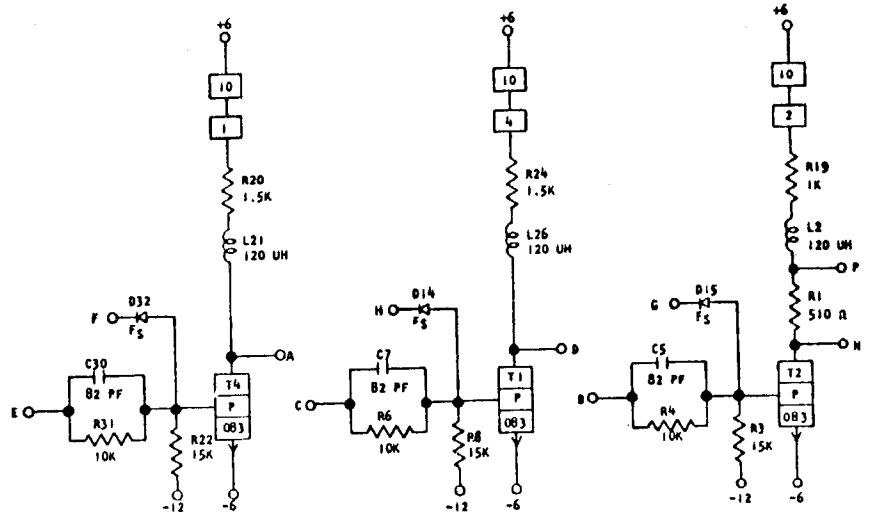 +6
10
1
R20
1.5K
L21
120 UH
F
D32
FS
A
C30
82 PF
E
R31
10K
R22
15K
T4
P
083
-12
-6
+6
10
4
R24
1.5K
L26
120 UH
H
D14
FS
D
C7
82 PF
C
R6
10K
R8
15K
T1
P
083
-12
-6
+6
10
2
R19
1K
L2
120 UH
P
G
D15
FS
R1
510 Ω
N
C5
82 PF
B
R4
10K
R3
15K
T2
P
083
-12
-6